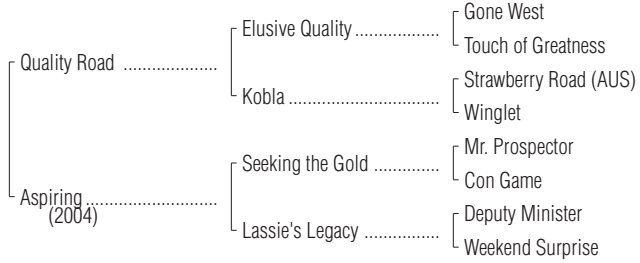 Gone West
Elusive Quality ..................
Touch of Greatness
Quality Road ....................
Strawberry Road (AUS)
Kobla ................................
Winglet
Mr. Prospector
Seeking the Gold ..............
Con Game
Aspiring ............................
(2004)
Deputy Minister
Lassie's Legacy ................
Weekend Surprise